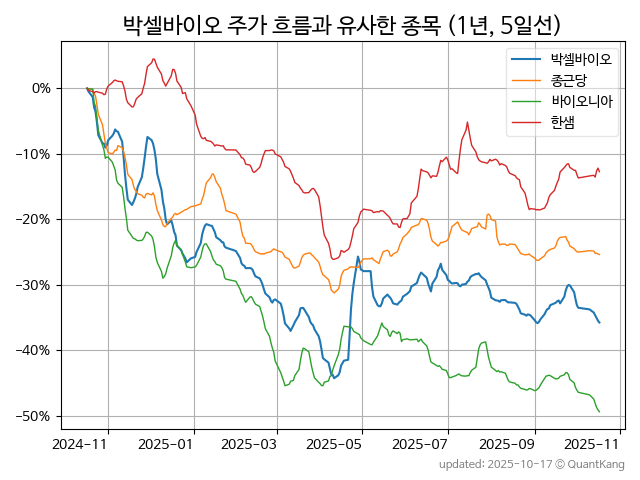 박셀바이오 주가 흐름과 유사한 종목 (1년, 5일선)
박셀바이오
종근당
바이오니아
한샘
0%
−10%
−20%
−30%
−40%
−50%
2024-11 2025-01 2025-03 2025-05 2025-07 2025-09 2025-11
updated: 2025-10-17 © QuantKang